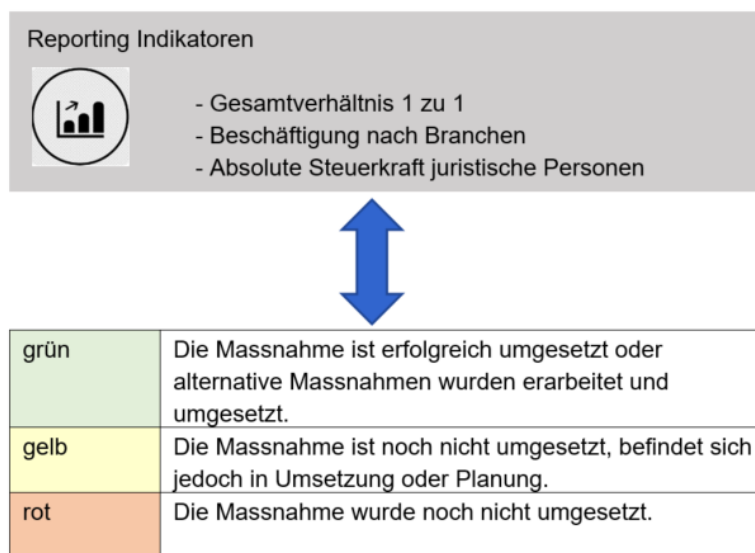 Reporting Indikatoren
- Gesamtverhältnis 1 zu 1
- Beschäftigung nach Branchen
- Absolute Steuerkraft juristische Personen
grün
Die Massnahme ist erfolgreich umgesetzt oder
alternative Massnahmen wurden erarbeitet und
umgesetzt.
gelb
Die Massnahme ist noch nicht umgesetzt, befindet sich
jedoch in Umsetzung oder Planung.
rot
Die Massnahme wurde noch nicht umgesetzt.